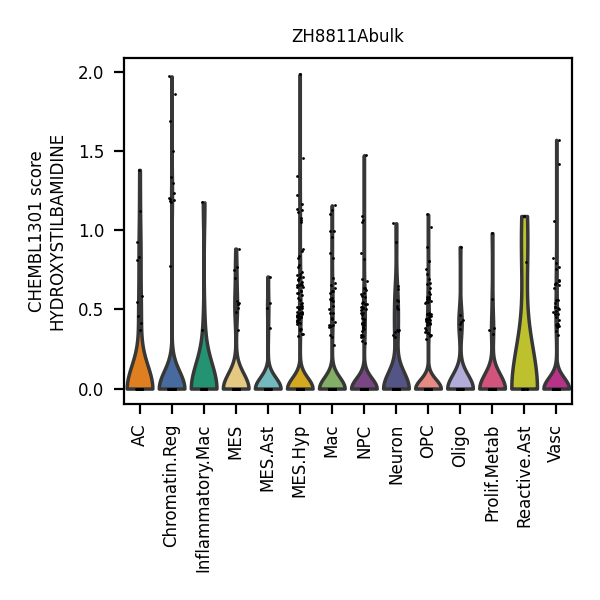 ZH8811Abulk
CHEMBL1301 score
HYDROXYSTILBAMIDINE
2.0
1.5
1.0
0.5
0.0
AC
Chromatin.Reg
Inflammatory.Mac
MES
MES.Ast
MES.Hyp
Mac
NPC
Neuron
OPC
Oligo
Prolif.Metab
Reactive.Ast
Vasc